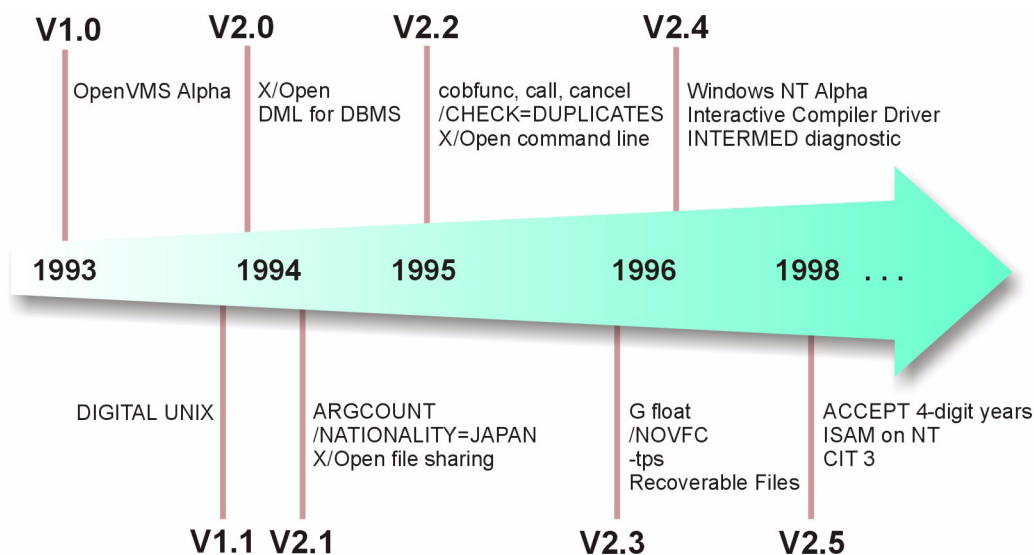 V1.0
V2.0
V2.2
V2.4
OpenVMS Alpha
X/Open
DML for DBMS
cobfunc, call, cancel
/CHECK=DUPLICATES
X/Open command line
Windows NT Alpha
Interactive Compiler Driver
INTERMED diagnostic
1993
1994
1995
1996
1998 . . .
DIGITAL UNIX
ARGCOUNT
/NATIONALITY=JAPAN
X/Open file sharing
G float
/NOVFC
-tps
Recoverable Files
ACCEPT 4-digit years
ISAM on NT
CIT 3
V1.1
V2.1
V2.3
V2.5